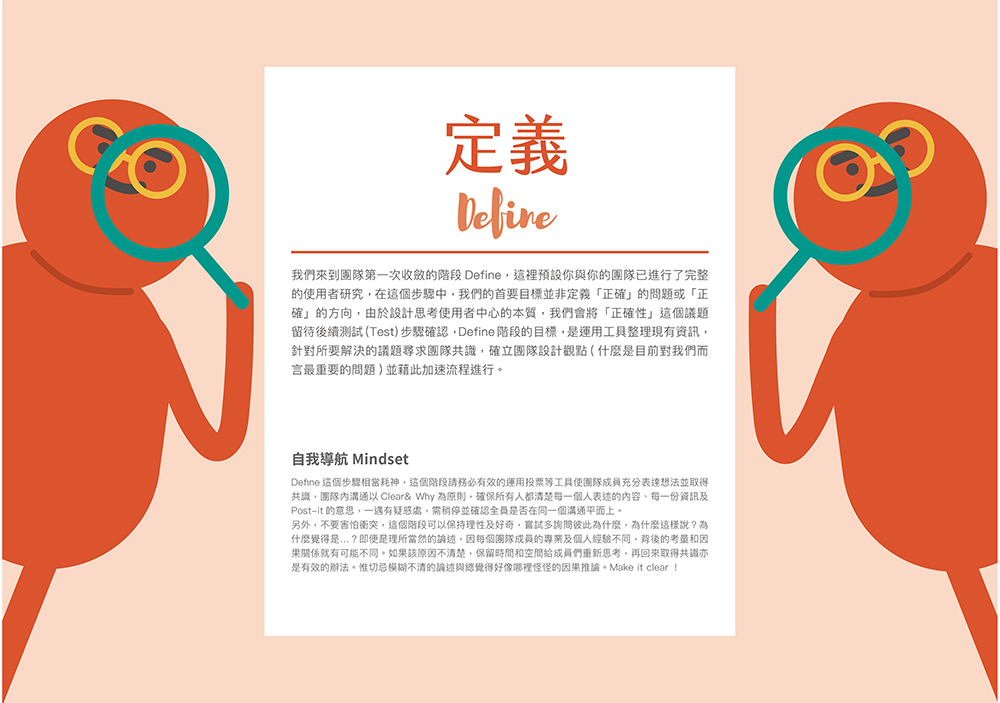 定義
Define
我們來到團隊第一次收斂的階段 Define，這裡預設你與你的團隊已進行了完整
的使用者研究，在這個步驟中，我們的首要目標並非定義「正確」的問題或「正
確」的方向，由於設計思考使用者中心的本質，我們會將「正確性」這個議題
留待後續測試(Test)步驟確認，Define階段的目標，是運用工具整理現有資訊，
針對所要解決的議題尋求團隊共識，確立團隊設計觀點(什麼是目前對我們而
言最重要的問題)並藉此加速流程進行。
自我導航 Mindset
Define 這個步驟相當耗神，這個階段請務必有效的運用投票等工具使團隊成員充分表達想法並取得
共識，團隊內溝通以 Clear& Why 為原則，確保所有人都清楚每一個人表述的內容、每一份資訊及
Post-it 的意思，一遇有疑惑處，需稍停並確認全員是否在同一個溝通平面上。
另外，不要害怕衝突，這個階段可以保持理性及好奇，嘗試多詢問彼此為什麼，為什麼這樣說？為
什麼覺得是...？即便是理所當然的論述，因每個團隊成員的專業及個人經驗不同，背後的考量和因
果關係就有可能不同。如果該原因不清楚，保留時間和空間給成員們重新思考，再回來取得共識亦
是有效的辦法。惟切忌模糊不清的論述與總覺得好像哪裡怪怪的因果推論。Make it clear ！